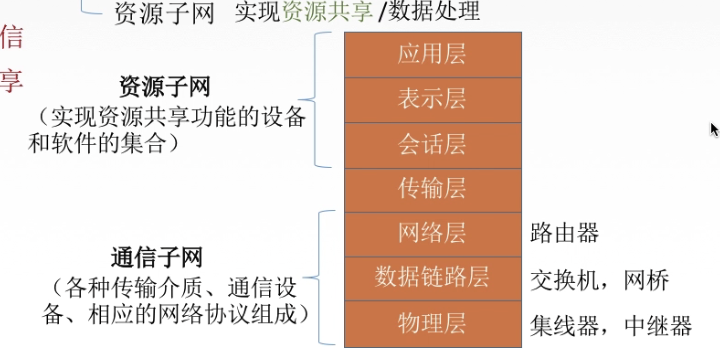 资源子网 实现资源共享/数据处理
信
享
资源子网
（实现资源共享功能的设备
和软件的集合）
应用层
表示层
会话层
传输层
网络层 路由器
数据链路层 交换机，网桥
物理层 集线器，中继器
通信子网
（各种传输介质、通信设
备、相应的网络协议组成）